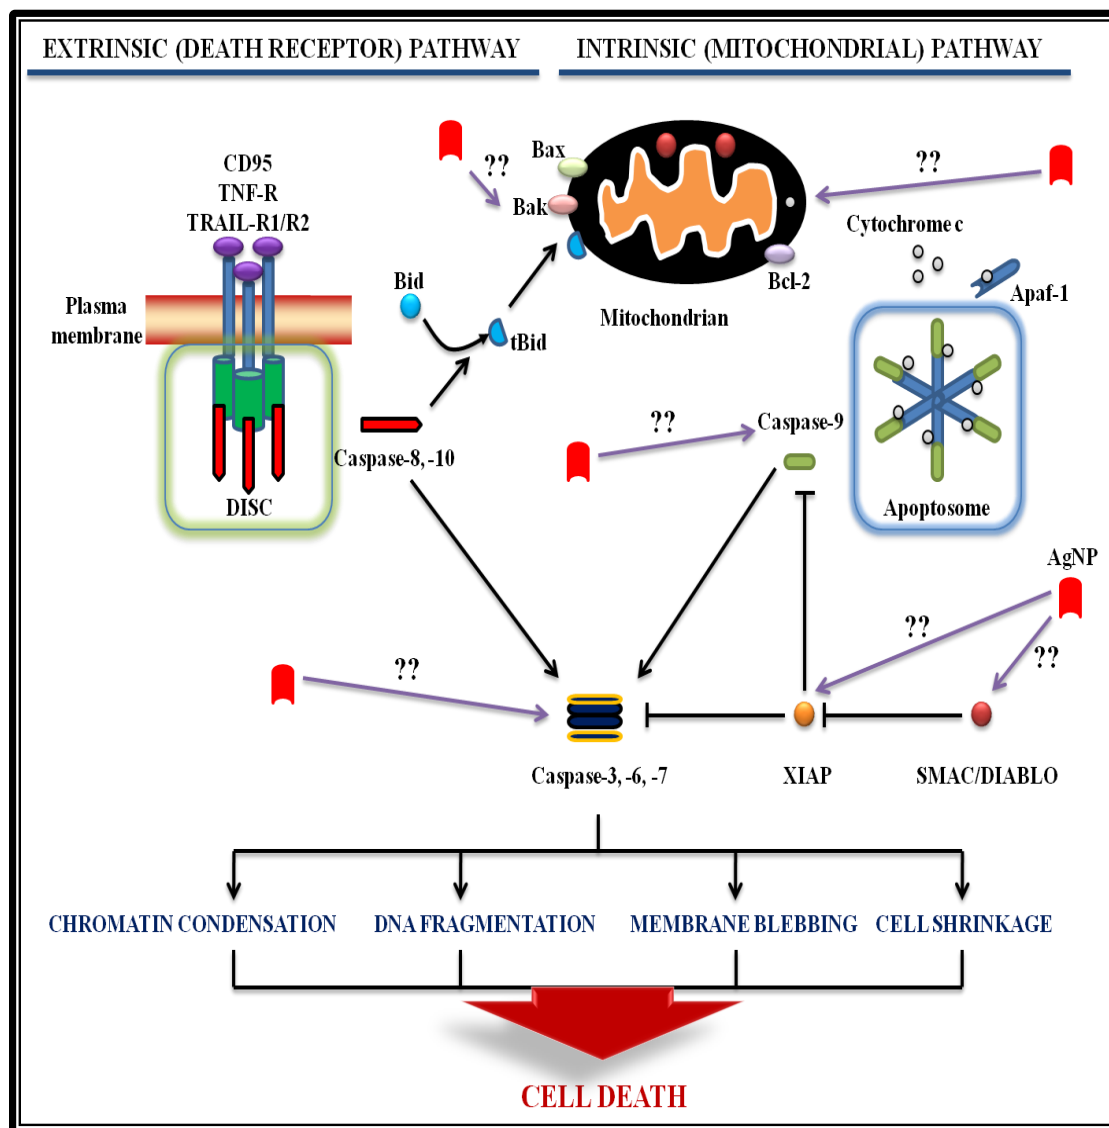 EXTRINSIC (DEATH RECEPTOR) PATHWAY
INTRINSIC (MITOCHONDRIAL) PATHWAY
CD95
TNF-R
TRAIL-R1/R2
Plasma
membrane
DISC
Bid
tBid
Caspase-8, -10
??
Bax
Bak
Bcl-2
Mitochondrian
??
Cytochrome c
Apaf-1
Apoptosome
??
Caspase-9
AgNP
??
??
??
Caspase-3, -6, -7
XIAP
SMAC/DIABLO
CHROMATIN CONDENSATION
DNA FRAGMENTATION
MEMBRANE BLEBBING
CELL SHRINKAGE
CELL DEATH